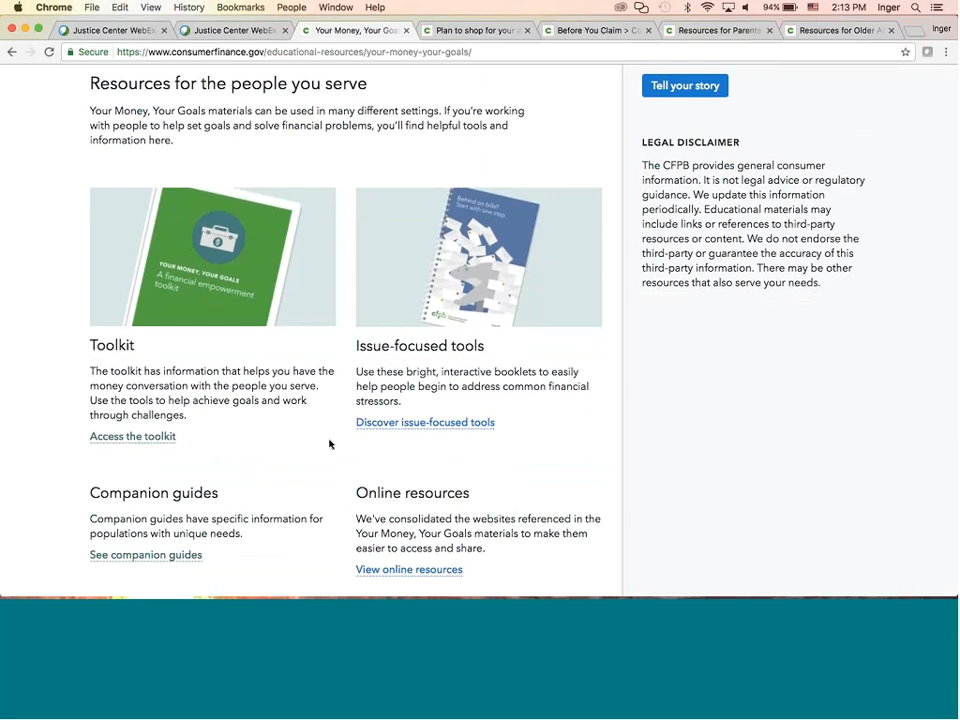 Chrome File Edit View History Bookmarks People Window Help 94% 2:13 PM Inger
Justice Center WebEx Justice Center WebEx Your Money, Your Goa Plan to shop for your a Before You Claim > Co Resources for Parents Resources for Older A Inger
Secure https://www.consumerfinance.gov/educational-resources/your-money-your-goals/
Resources for the people you serve
Your Money, Your Goals materials can be used in many different settings. If you're working
with people to help set goals and solve financial problems, you'll find helpful tools and
information here.
YOUR MONEY, YOUR GOALS
A financial empowerment
toolkit
Behind on bills?
Start with one step.
cfpb
Toolkit
The toolkit has information that helps you have the
money conversation with the people you serve.
Use the tools to help achieve goals and work
through challenges.
Access the toolkit
Issue-focused tools
Use these bright, interactive booklets to easily
help people begin to address common financial
stressors.
Discover issue-focused tools
Companion guides
Companion guides have specific information for
populations with unique needs.
See companion guides
Online resources
We've consolidated the websites referenced in the
Your Money, Your Goals materials to make them
easier to access and share.
View online resources
Tell your story
LEGAL DISCLAIMER
The CFPB provides general consumer
information. It is not legal advice or regulatory
guidance. We update this information
periodically. Educational materials may
include links or references to third-party
resources or content. We do not endorse the
third-party or guarantee the accuracy of this
third-party information. There may be other
resources that also serve your needs.